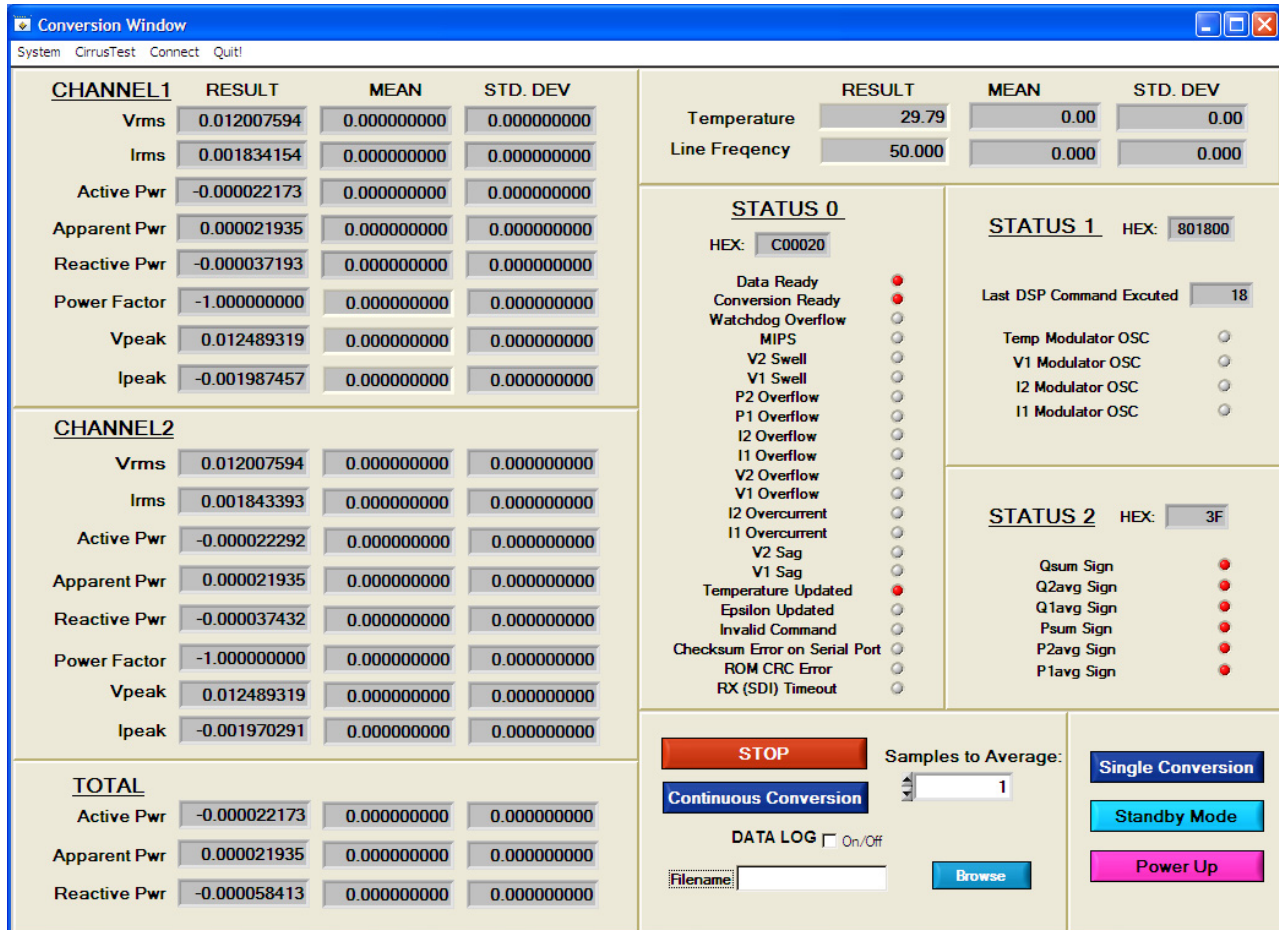 Conversion Window
System CirrusTest Connect Quit!
CHANNEL1 RESULT MEAN STD. DEV
Vrms 0.012007594 0.000000000 0.000000000
Irms 0.001834154 0.000000000 0.000000000
Active Pwr -0.000022173 0.000000000 0.000000000
Apparent Pwr 0.000021935 0.000000000 0.000000000
Reactive Pwr -0.000037193 0.000000000 0.000000000
Power Factor -1.000000000 0.000000000 0.000000000
Vpeak 0.012489319 0.000000000 0.000000000
Ipeak -0.001987457 0.000000000 0.000000000
CHANNEL2
Vrms 0.012007594 0.000000000 0.000000000
Irms 0.001843393 0.000000000 0.000000000
Active Pwr -0.000022292 0.000000000 0.000000000
Apparent Pwr 0.000021935 0.000000000 0.000000000
Reactive Pwr -0.000037432 0.000000000 0.000000000
Power Factor -1.000000000 0.000000000 0.000000000
Vpeak 0.012489319 0.000000000 0.000000000
Ipeak -0.001970291 0.000000000 0.000000000
TOTAL
Active Pwr -0.000022173 0.000000000 0.000000000
Apparent Pwr 0.000021935 0.000000000 0.000000000
Reactive Pwr -0.000058413 0.000000000 0.000000000
RESULT MEAN STD. DEV
Temperature 29.79 0.00 0.00
Line Freqency 50.000 0.000 0.000
STATUS 0
HEX: C00020
Data Ready
Conversion Ready
Watchdog Overflow
MIPS
V2 Swell
V1 Swell
P2 Overflow
P1 Overflow
I2 Overflow
I1 Overflow
V2 Overflow
V1 Overflow
I2 Overcurrent
I1 Overcurrent
V2 Sag
V1 Sag
Temperature Updated
Epsilon Updated
Invalid Command
Checksum Error on Serial Port
ROM CRC Error
RX (SDI) Timeout
STATUS 1 HEX: 801800
Last DSP Command Excuted 18
Temp Modulator OSC
V1 Modulator OSC
I2 Modulator OSC
I1 Modulator OSC
STATUS 2 HEX: 3F
Qsum Sign
Q2avg Sign
Q1avg Sign
Psum Sign
P2avg Sign
P1avg Sign
STOP
Continuous Conversion
Samples to Average:
1
DATA LOG On/Off
Filename
Browse
Single Conversion
Standby Mode
Power Up